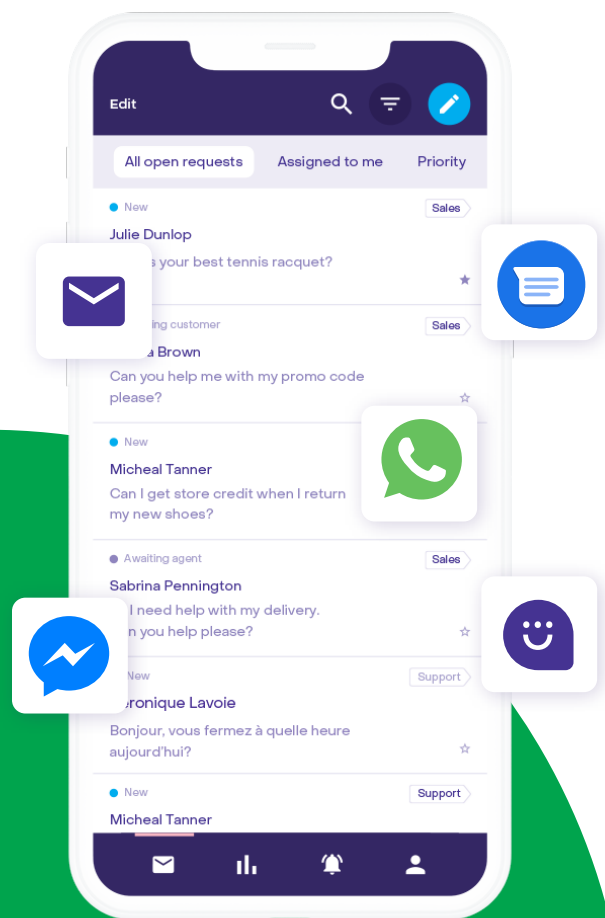 Edit
All open requests Assigned to me Priority
New Sales
Julie Dunlop
your best tennis racquet?
customer Sales
Brown
Can you help me with my promo code
please?
New
Micheal Tanner
Can I get store credit when I return
my new shoes?
Awaiting agent Sales
Sabrina Pennington
I need help with my delivery.
you help please?
New Support
Lavoie
Bonjour, vous fermez à quelle heure
aujourd'hui?
New Support
Micheal Tanner